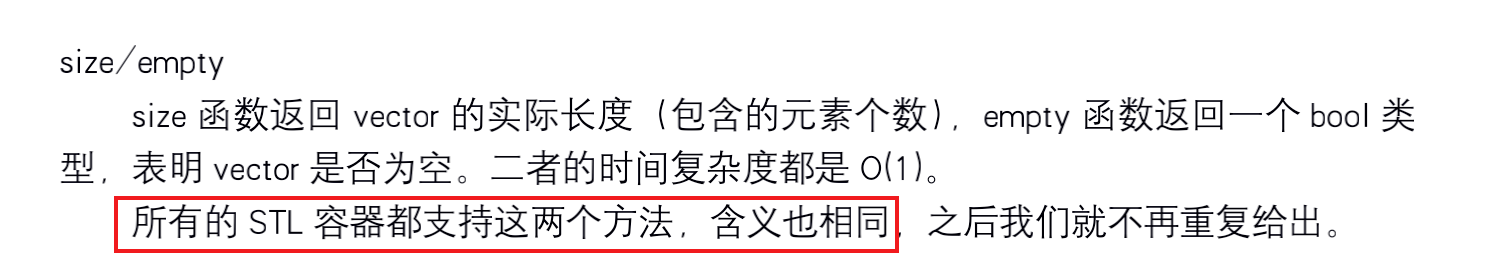 size/empty
size 函数返回 vector 的实际长度（包含的元素个数），empty 函数返回一个 bool 类
型，表明 vector 是否为空。二者的时间复杂度都是 O(1)。
所有的 STL 容器都支持这两个方法，含义也相同，之后我们就不再重复给出。